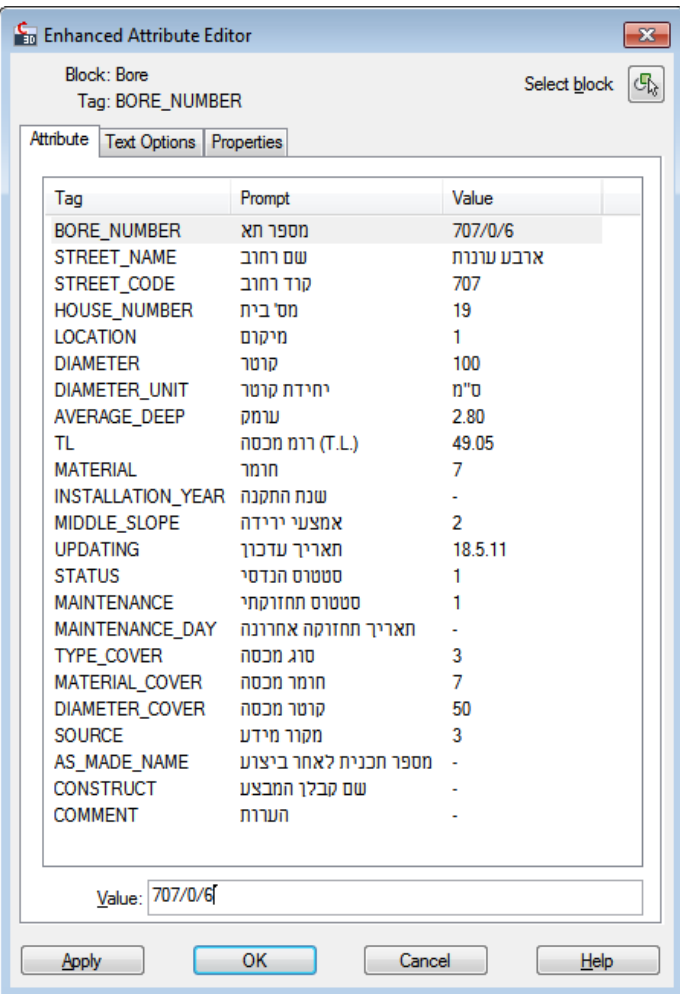 Enhanced Attribute Editor
Block: Bore
Tag: BORE_NUMBER
Select block
Attribute Text Options Properties
Tag Prompt Value
BORE_NUMBER מספר תא 707/0/6
STREET_NAME שם רחוב ארבע עונות
STREET_CODE קוד רחוב 707
HOUSE_NUMBER מס' בית 19
LOCATION מיקום 1
DIAMETER קוטר 100
DIAMETER_UNIT יחידת קוטר ס"מ
AVERAGE_DEEP עומק 2.80
TL רומ מכסה (T.L.) 49.05
MATERIAL חומר 7
INSTALLATION_YEAR שנת התקנה -
MIDDLE_SLOPE אמצעי ירידה 2
UPDATING תאריך עדכון 18.5.11
STATUS סטטוס הנדסי 1
MAINTENANCE סטטוס תחזוקתי 1
MAINTENANCE_DAY תאריך תחזוקה אחרונה -
TYPE_COVER סוג מכסה 3
MATERIAL_COVER חומר מכסה 7
DIAMETER_COVER קוטר מכסה 50
SOURCE מקור מידע 3
AS_MADE_NAME מספר תכנית לאחר ביצוע -
CONSTRUCT שם קבלן המבצע -
COMMENT הערות -
Value: 707/0/6
Apply OK Cancel Help